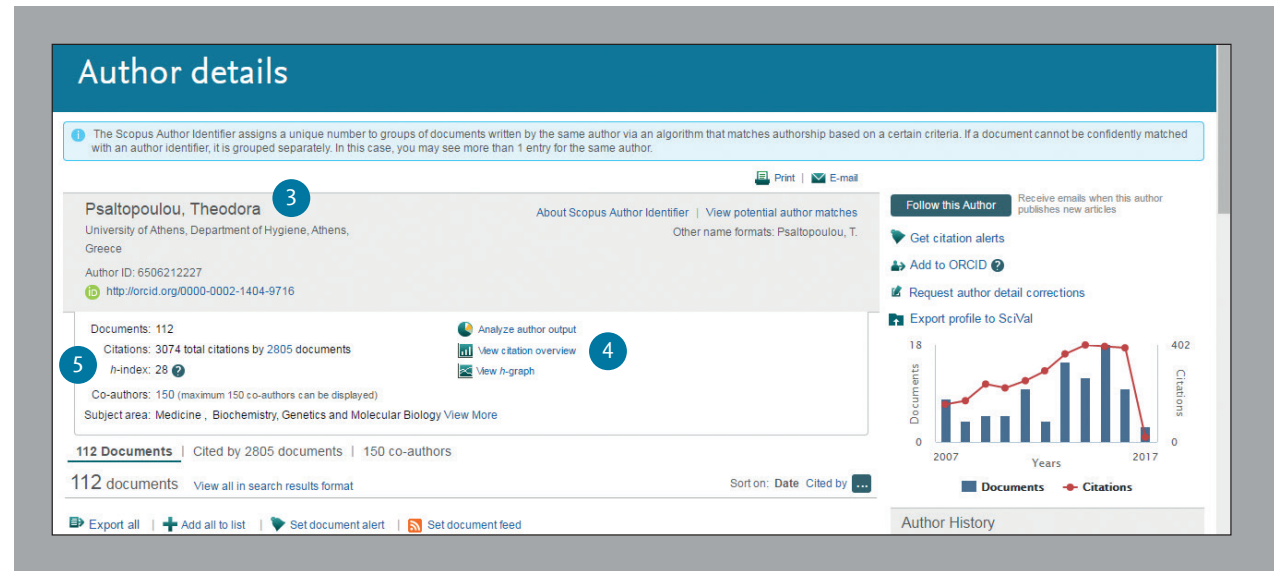 Author details
The Scopus Author Identifier assigns a unique number to groups of documents written by the same author via an algorithm that matches authorship based on a certain criteria. If a document cannot be confidently matched
with an author identifier, it is grouped separately. In this case, you may see more than 1 entry for the same author.
Print | E-mail
3
Psaltopoulou, Theodora
University of Athens, Department of Hygiene, Athens,
Greece
Author ID: 6506212227
iD http://orcid.org/0000-0002-1404-9716
About Scopus Author Identifier | View potential author matches
Other name formats: Psaltopoulou, T.
Documents: 112
Citations: 3074 total citations by 2805 documents
5
h-index: 28 ?
Co-authors: 150 (maximum 150 co-authors can be displayed)
Subject area: Medicine , Biochemistry, Genetics and Molecular Biology View More
Analyze author output
View citation overview
4
View h-graph
112 Documents | Cited by 2805 documents | 150 co-authors
112 documents View all in search results format
Sort on: Date Cited by ...
Export all | Add all to list | Set document alert | Set document feed
Follow this Author
Receive emails when this author
publishes new articles
Get citation alerts
Add to ORCID ?
Request author detail corrections
Export profile to SciVal
18
402
Documents
Citations
0
0
2007
2017
Years
Documents Citations
Author History